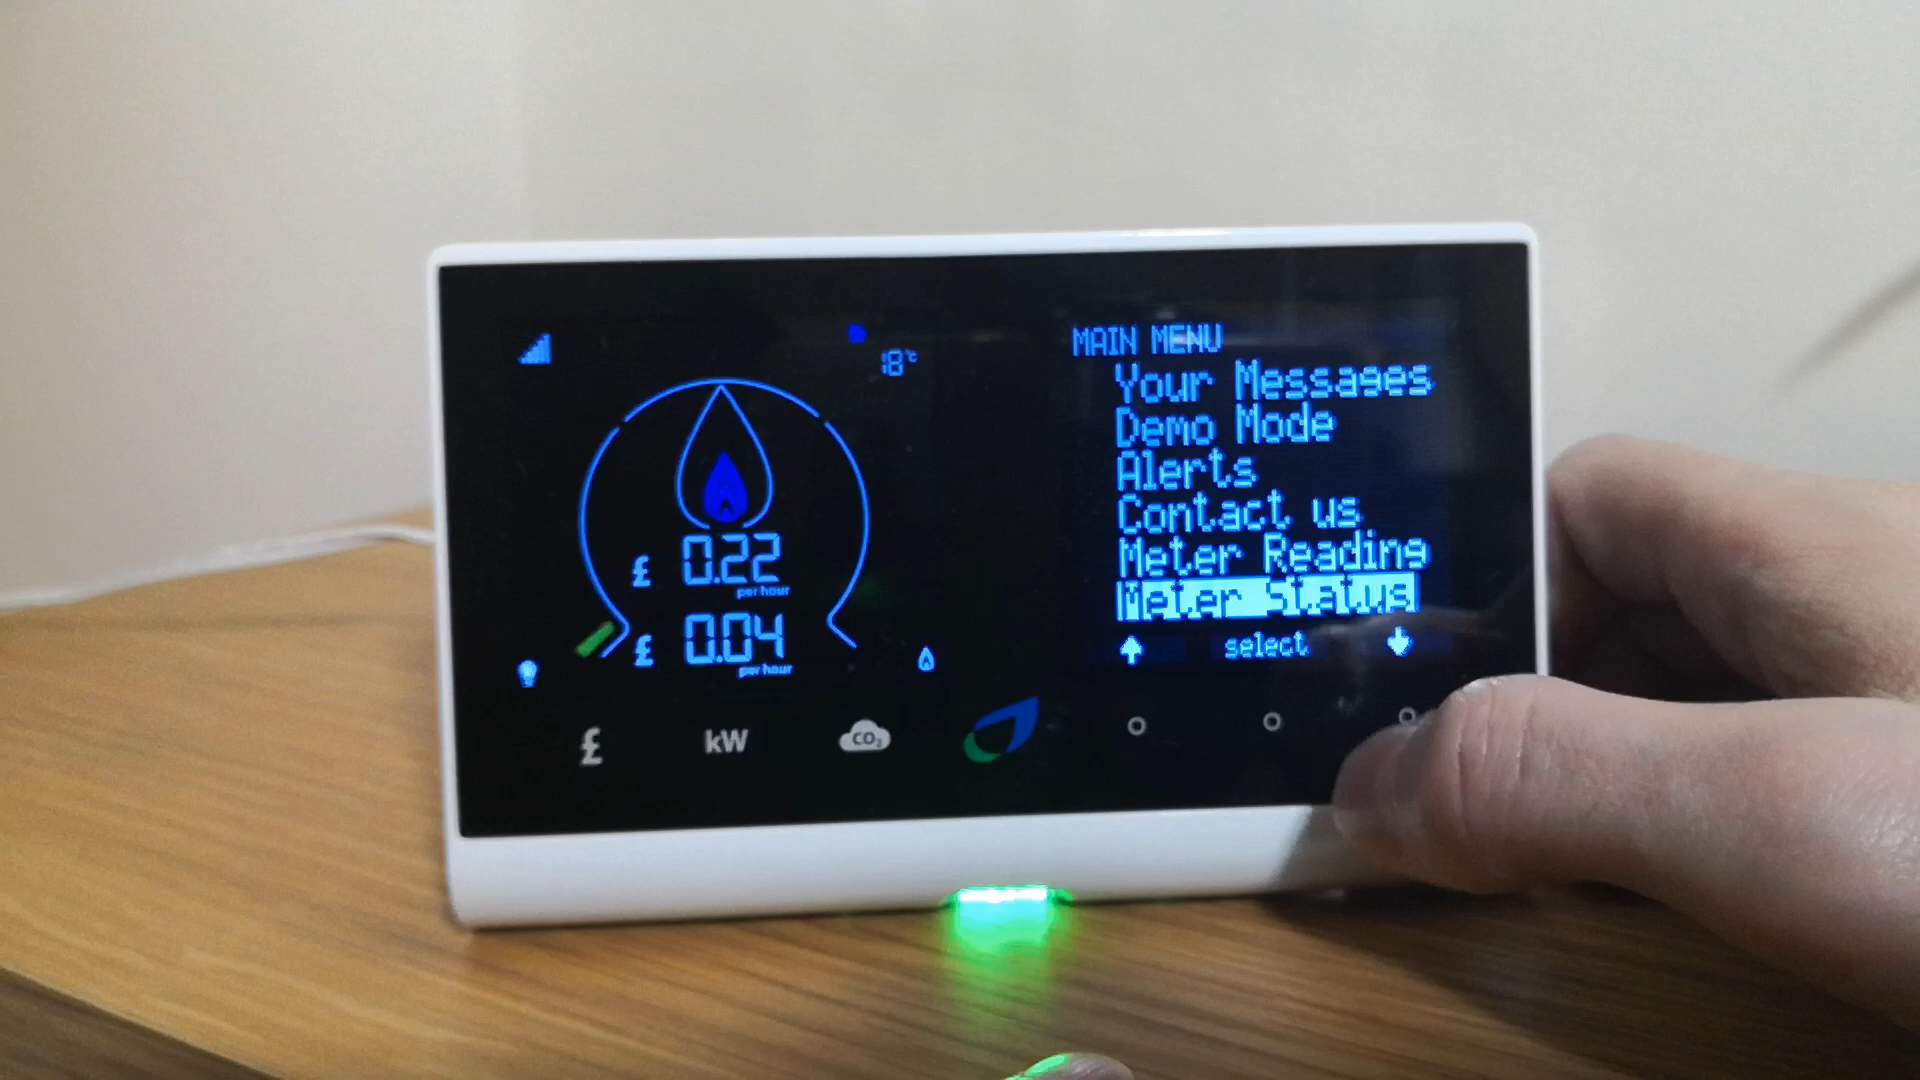 18°c
£ 0.22
per hour
£ 0.04
per hour
£ kW CO2
MAIN MENU
Your Messages
Demo Mode
Alerts
Contact us
Meter Reading
Meter Status
select